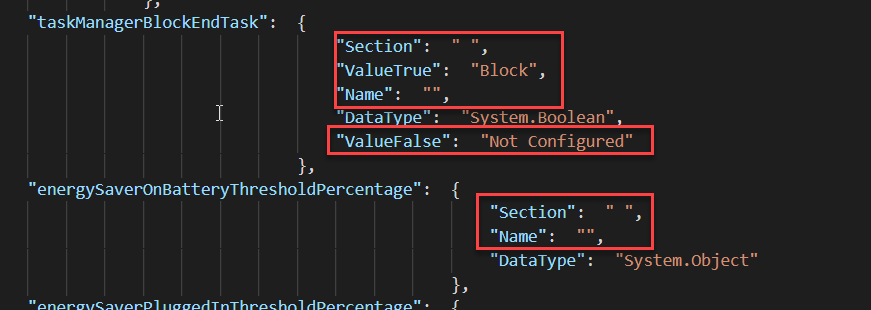 },
"taskManagerBlockEndTask": {
"Section": " ",
"ValueTrue": "Block",
"Name": "",
"DataType": "System.Boolean",
"ValueFalse": "Not Configured"
},
"energySaverOnBatteryThresholdPercentage": {
"Section": " ",
"Name": "",
"DataType": "System.Object"
},
"energySaverPluggedInThresholdPercentage": {